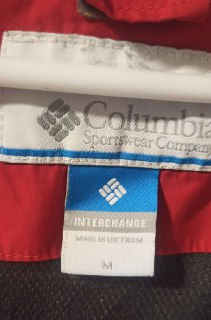 Columbia
Sportswear Company
INTERCHANGE
MADE IN VIETNAM
M